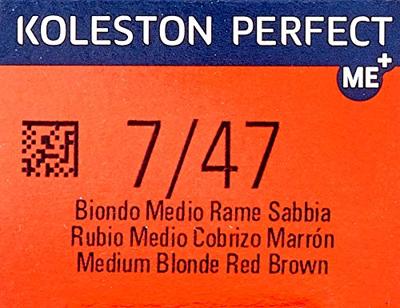 KOLESTON PERFECT
ME+
7/47
Biondo Medio Rame Sabbia
Rubio Medio Cobrizo Marrón
Medium Blonde Red Brown